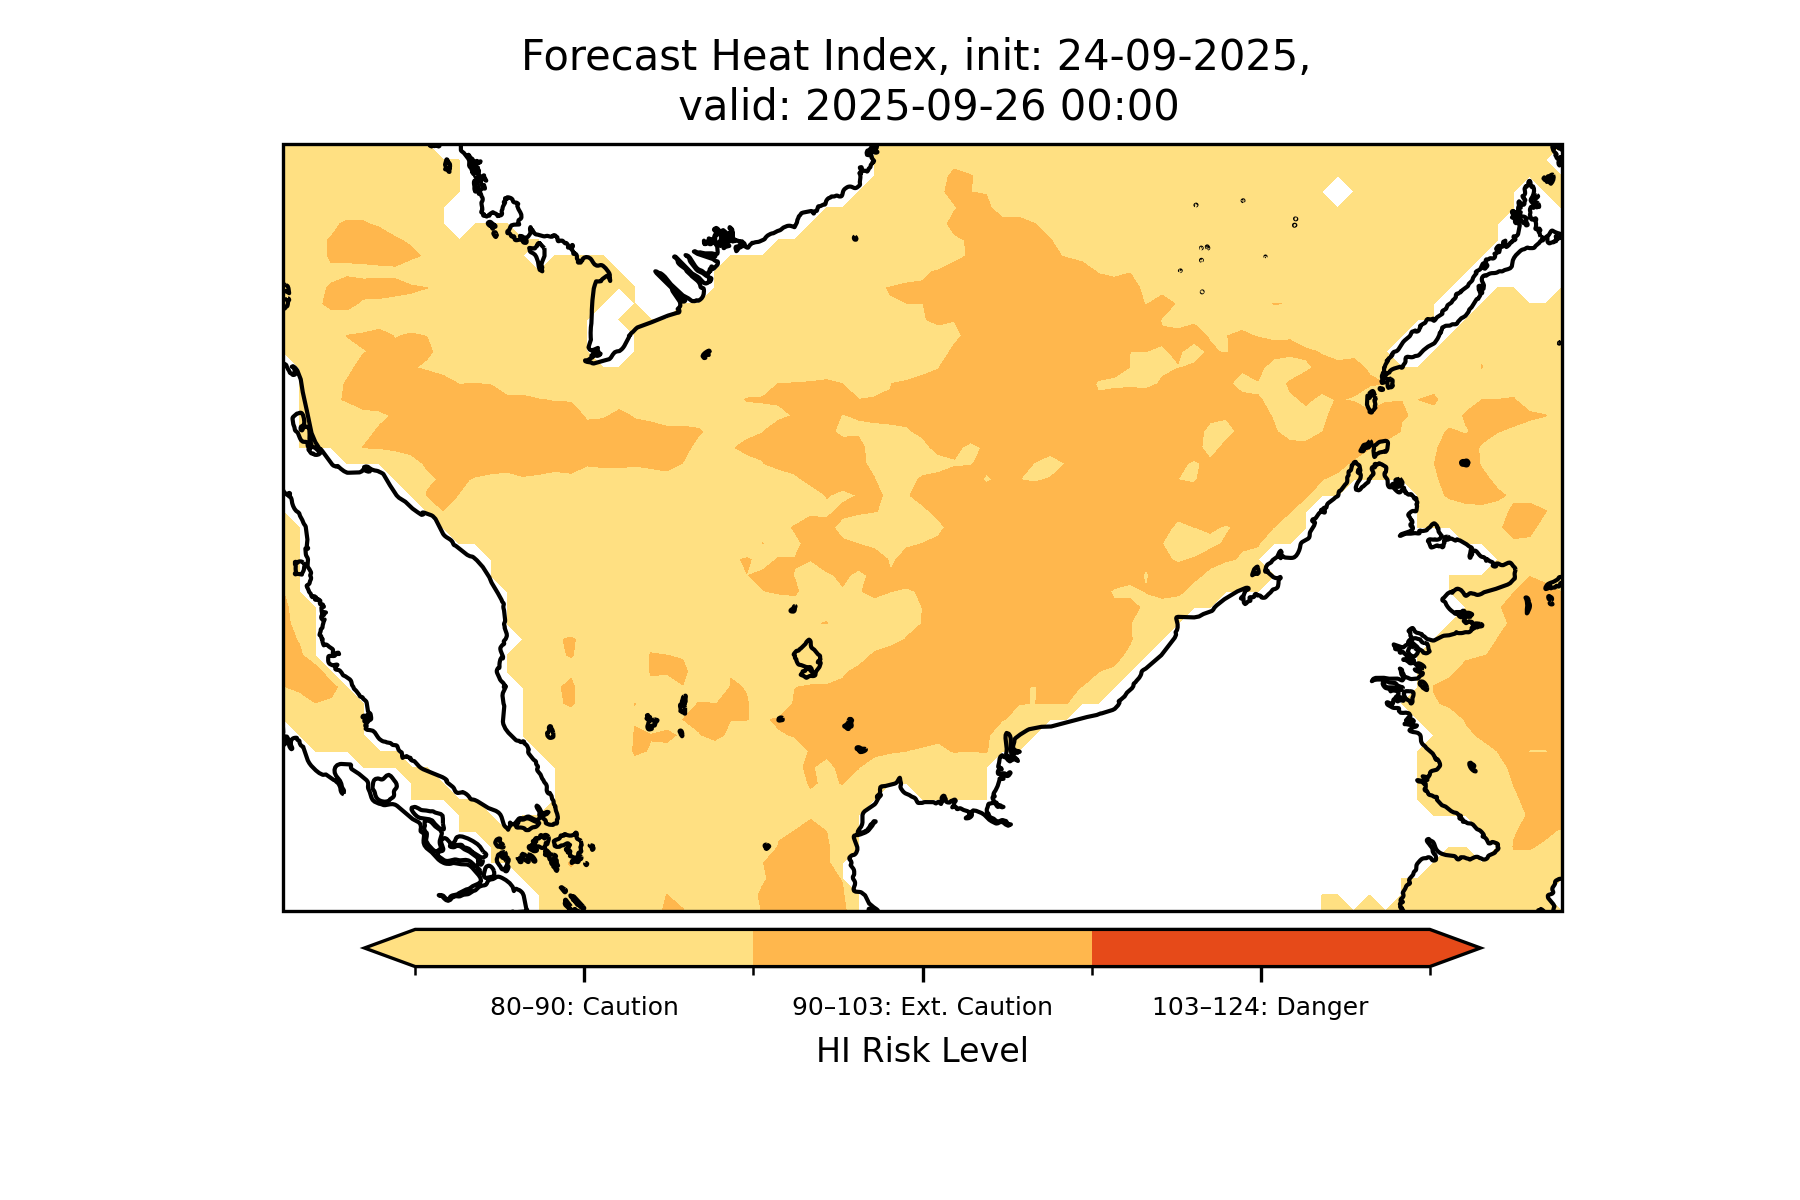 Forecast Heat Index, init: 24-09-2025,
valid: 2025-09-26 00:00
80–90: Caution
90–103: Ext. Caution
103–124: Danger
HI Risk Level